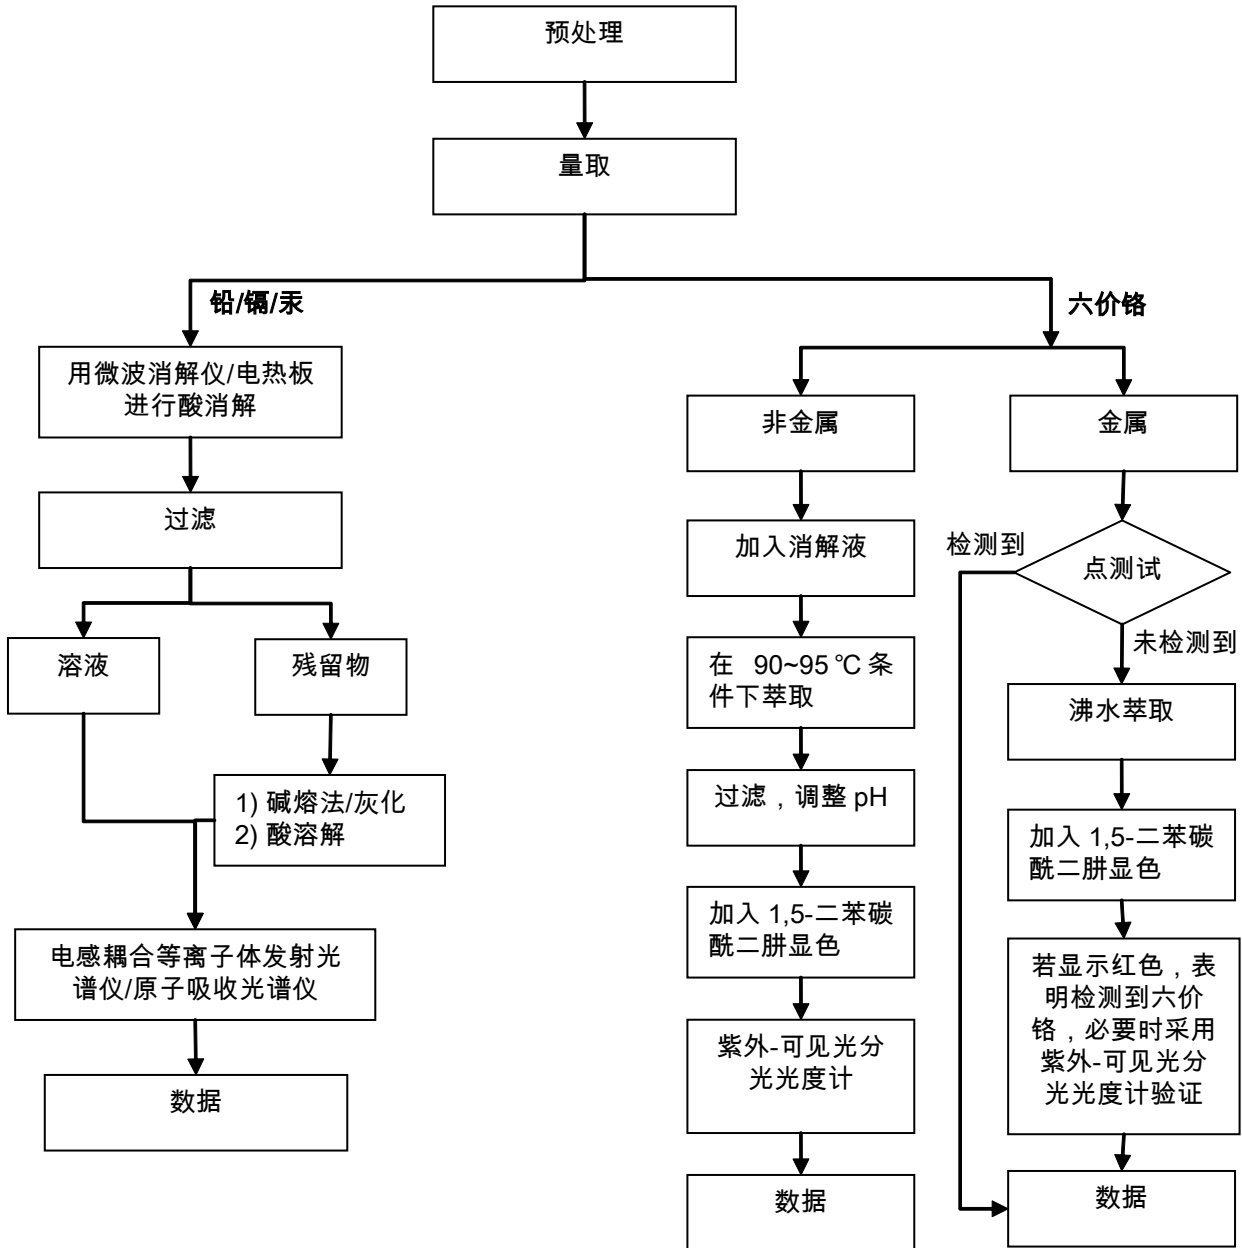 预处理
量取
铅/镉/汞
六价铬
用微波消解仪/电热板
进行酸消解
过滤
溶液
残留物
1) 碱熔法/灰化
2) 酸溶解
电感耦合等离子体发射光
谱仪/原子吸收光谱仪
数据
非金属
加入消解液
在 90~95 °C 条
件下萃取
过滤，调整 pH
加入 1,5-二苯碳
酰二肼显色
紫外-可见光分
光光度计
数据
金属
点测试
检测到
未检测到
沸水萃取
加入 1,5-二苯碳
酰二肼显色
若显示红色，表
明检测到六价
铬，必要时采用
紫外-可见光分
光光度计验证
数据